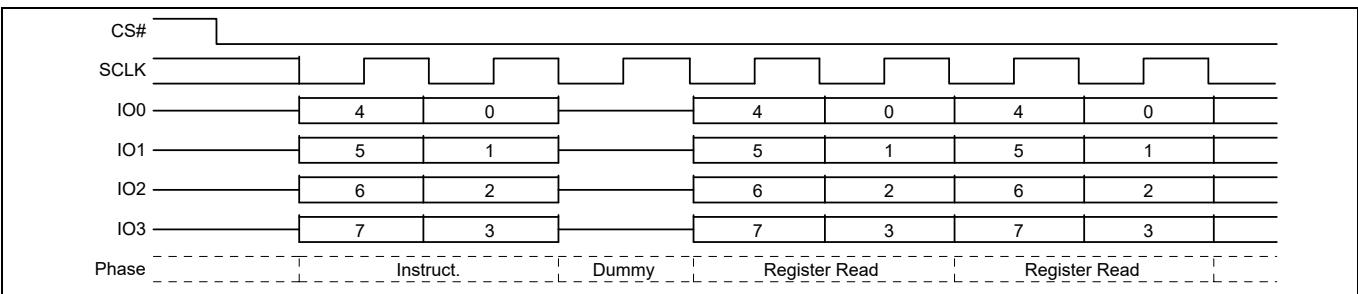 CS#
SCLK
IO0 4 0 4 0 4 0
IO1 5 1 5 1 5 1
IO2 6 2 6 2 6 2
IO3 7 3 7 3 7 3
Phase Instruct. Dummy Register Read Register Read